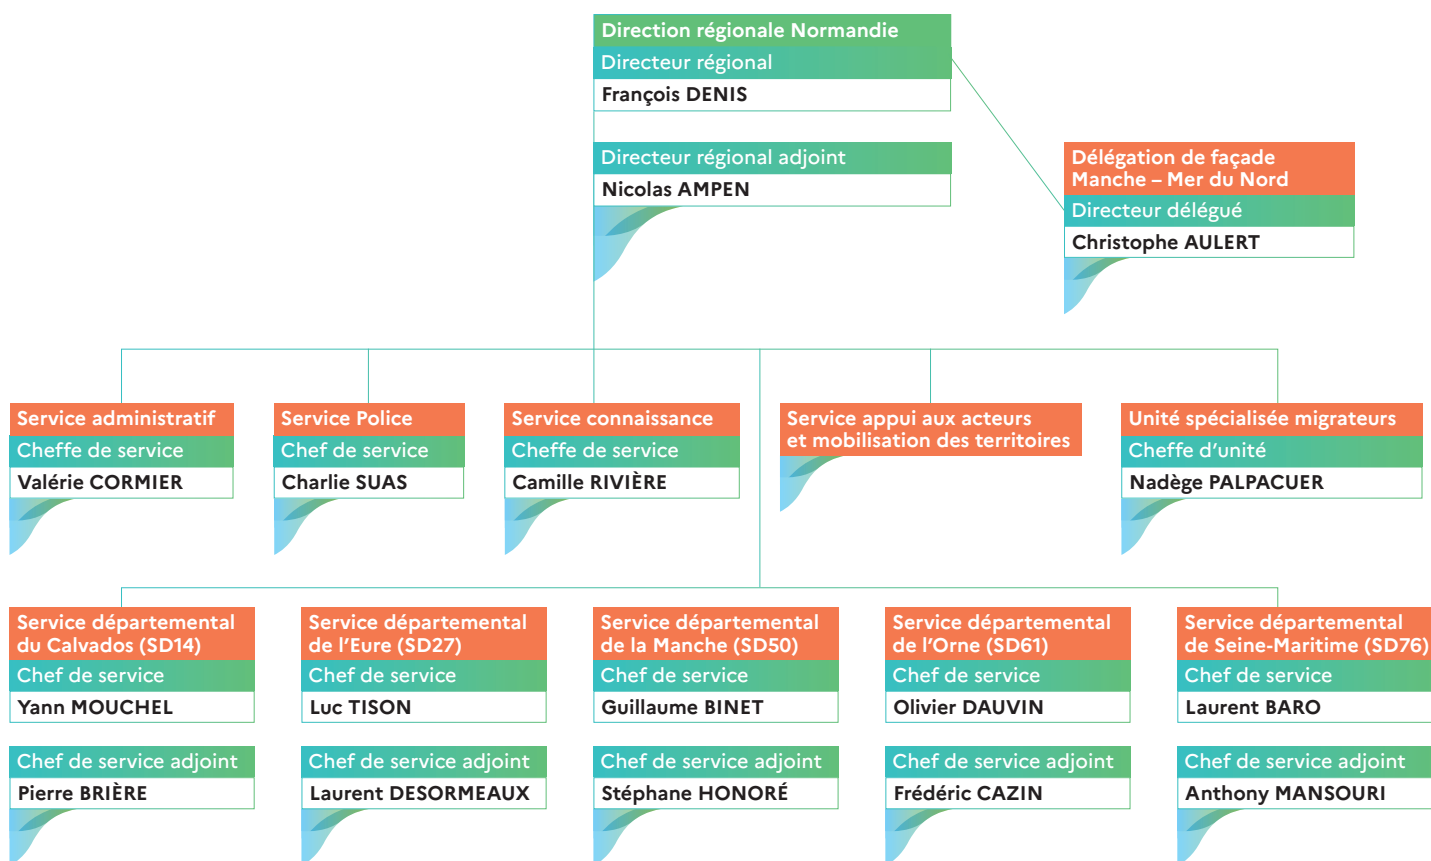 Direction régionale Normandie
Directeur régional
François DENIS
Directeur régional adjoint
Nicolas AMPEN
Délégation de façade
Manche – Mer du Nord
Directeur délégué
Christophe AULERT
Service administratif
Cheffe de service
Valérie CORMIER
Service Police
Chef de service
Charlie SUAS
Service connaissance
Cheffe de service
Camille RIVIÈRE
Service appui aux acteurs
et mobilisation des territoires
Unité spécialisée migrateurs
Cheffe d’unité
Nadège PALPACUER
Service départemental
du Calvados (SD14)
Chef de service
Yann MOUCHEL
Chef de service adjoint
Pierre BRIÈRE
Service départemental
de l’Eure (SD27)
Chef de service
Luc TISON
Chef de service adjoint
Laurent DESORMEAUX
Service départemental
de la Manche (SD50)
Chef de service
Guillaume BINET
Chef de service adjoint
Stéphane HONORÉ
Service départemental
de l’Orne (SD61)
Chef de service
Olivier DAUVIN
Chef de service adjoint
Frédéric CAZIN
Service départemental
de Seine-Maritime (SD76)
Chef de service
Laurent BARO
Chef de service adjoint
Anthony MANSOURI